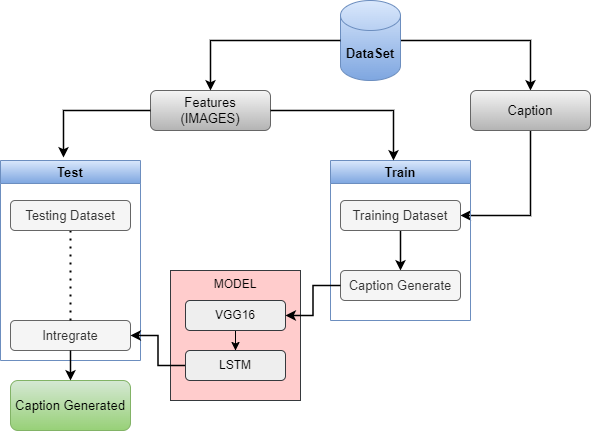 DataSet
Features
(IMAGES)
Caption
Test
Train
Testing Dataset
Training Dataset
Caption Generate
MODEL
VGG16
Intregrate
LSTM
Caption Generated